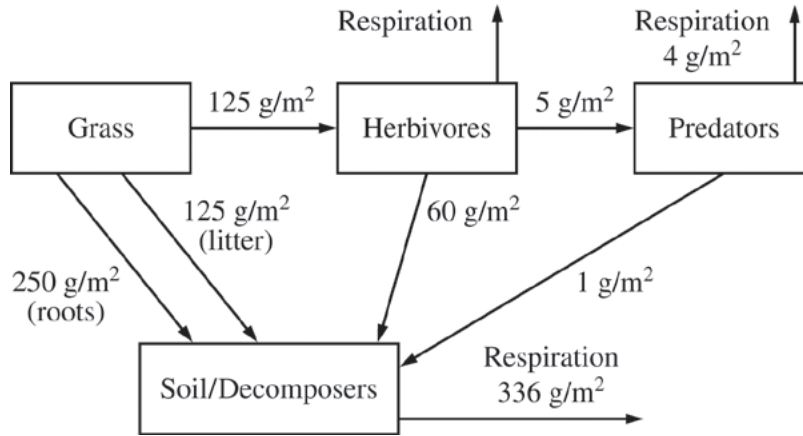 Respiration
Respiration
4 g/m²
Grass
125 g/m²
Herbivores
5 g/m²
Predators
125 g/m²
(litter)
60 g/m²
250 g/m²
(roots)
1 g/m²
Soil/Decomposers
Respiration
336 g/m²